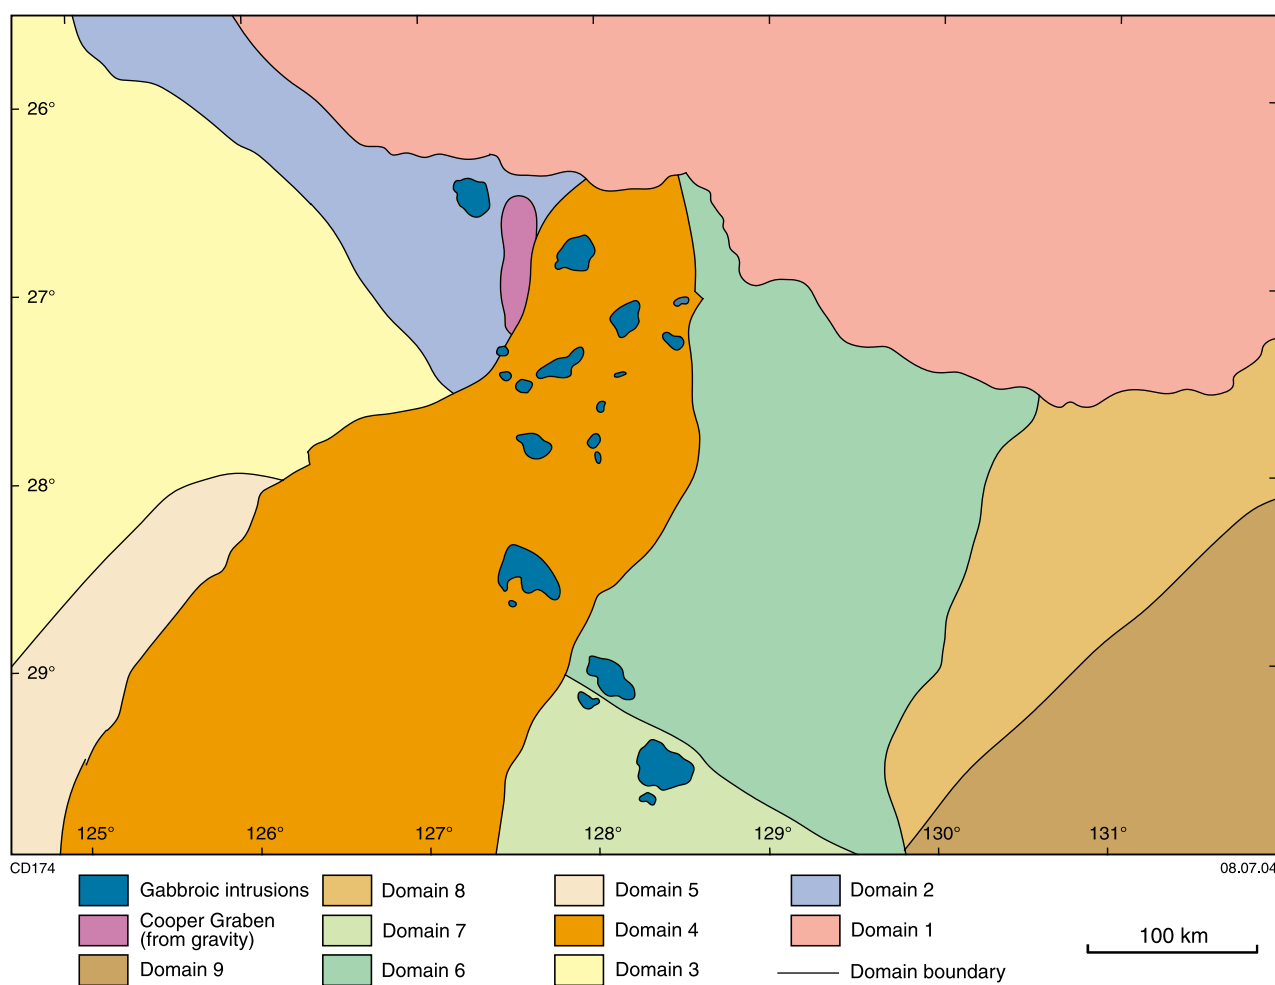 26°
27°
28°
29°
125°
126°
127°
128°
129°
130°
131°
CD174
08.07.04
Gabbroic intrusions
Cooper Graben
(from gravity)
Domain 9
Domain 8
Domain 7
Domain 6
Domain 5
Domain 4
Domain 3
Domain 2
Domain 1
Domain boundary
100 km